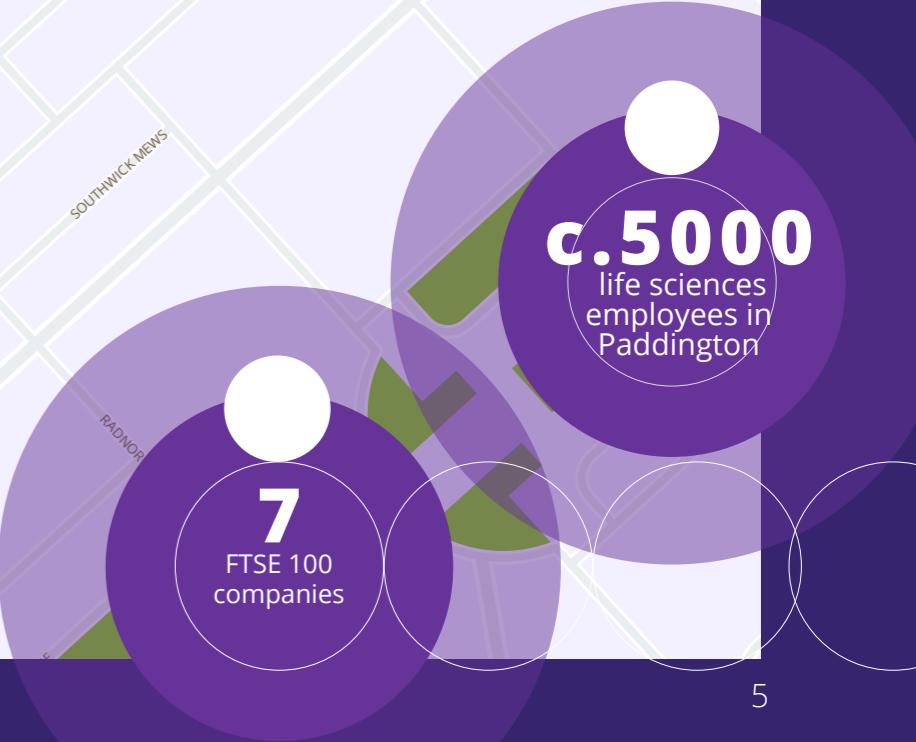 SOUTHWICK MEWS
c.5000
life sciences
employees in
Paddington
RADNOR
7
FTSE 100
companies
5